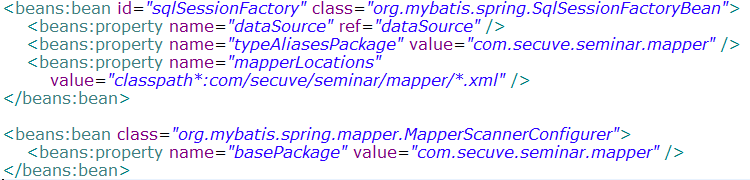 <beans:bean id="sqlSessionFactory" class="org.mybatis.spring.SqlSessionFactoryBean">
<beans:property name="dataSource" ref="dataSource" />
<beans:property name="typeAliasesPackage" value="com.secuve.seminar.mapper" />
<beans:property name="mapperLocations"
value="classpath*:com/secuve/seminar/mapper/*.xml" />
</beans:bean>
<beans:bean class="org.mybatis.spring.mapper.MapperScannerConfigurer">
<beans:property name="basePackage" value="com.secuve.seminar.mapper" />
</beans:bean>